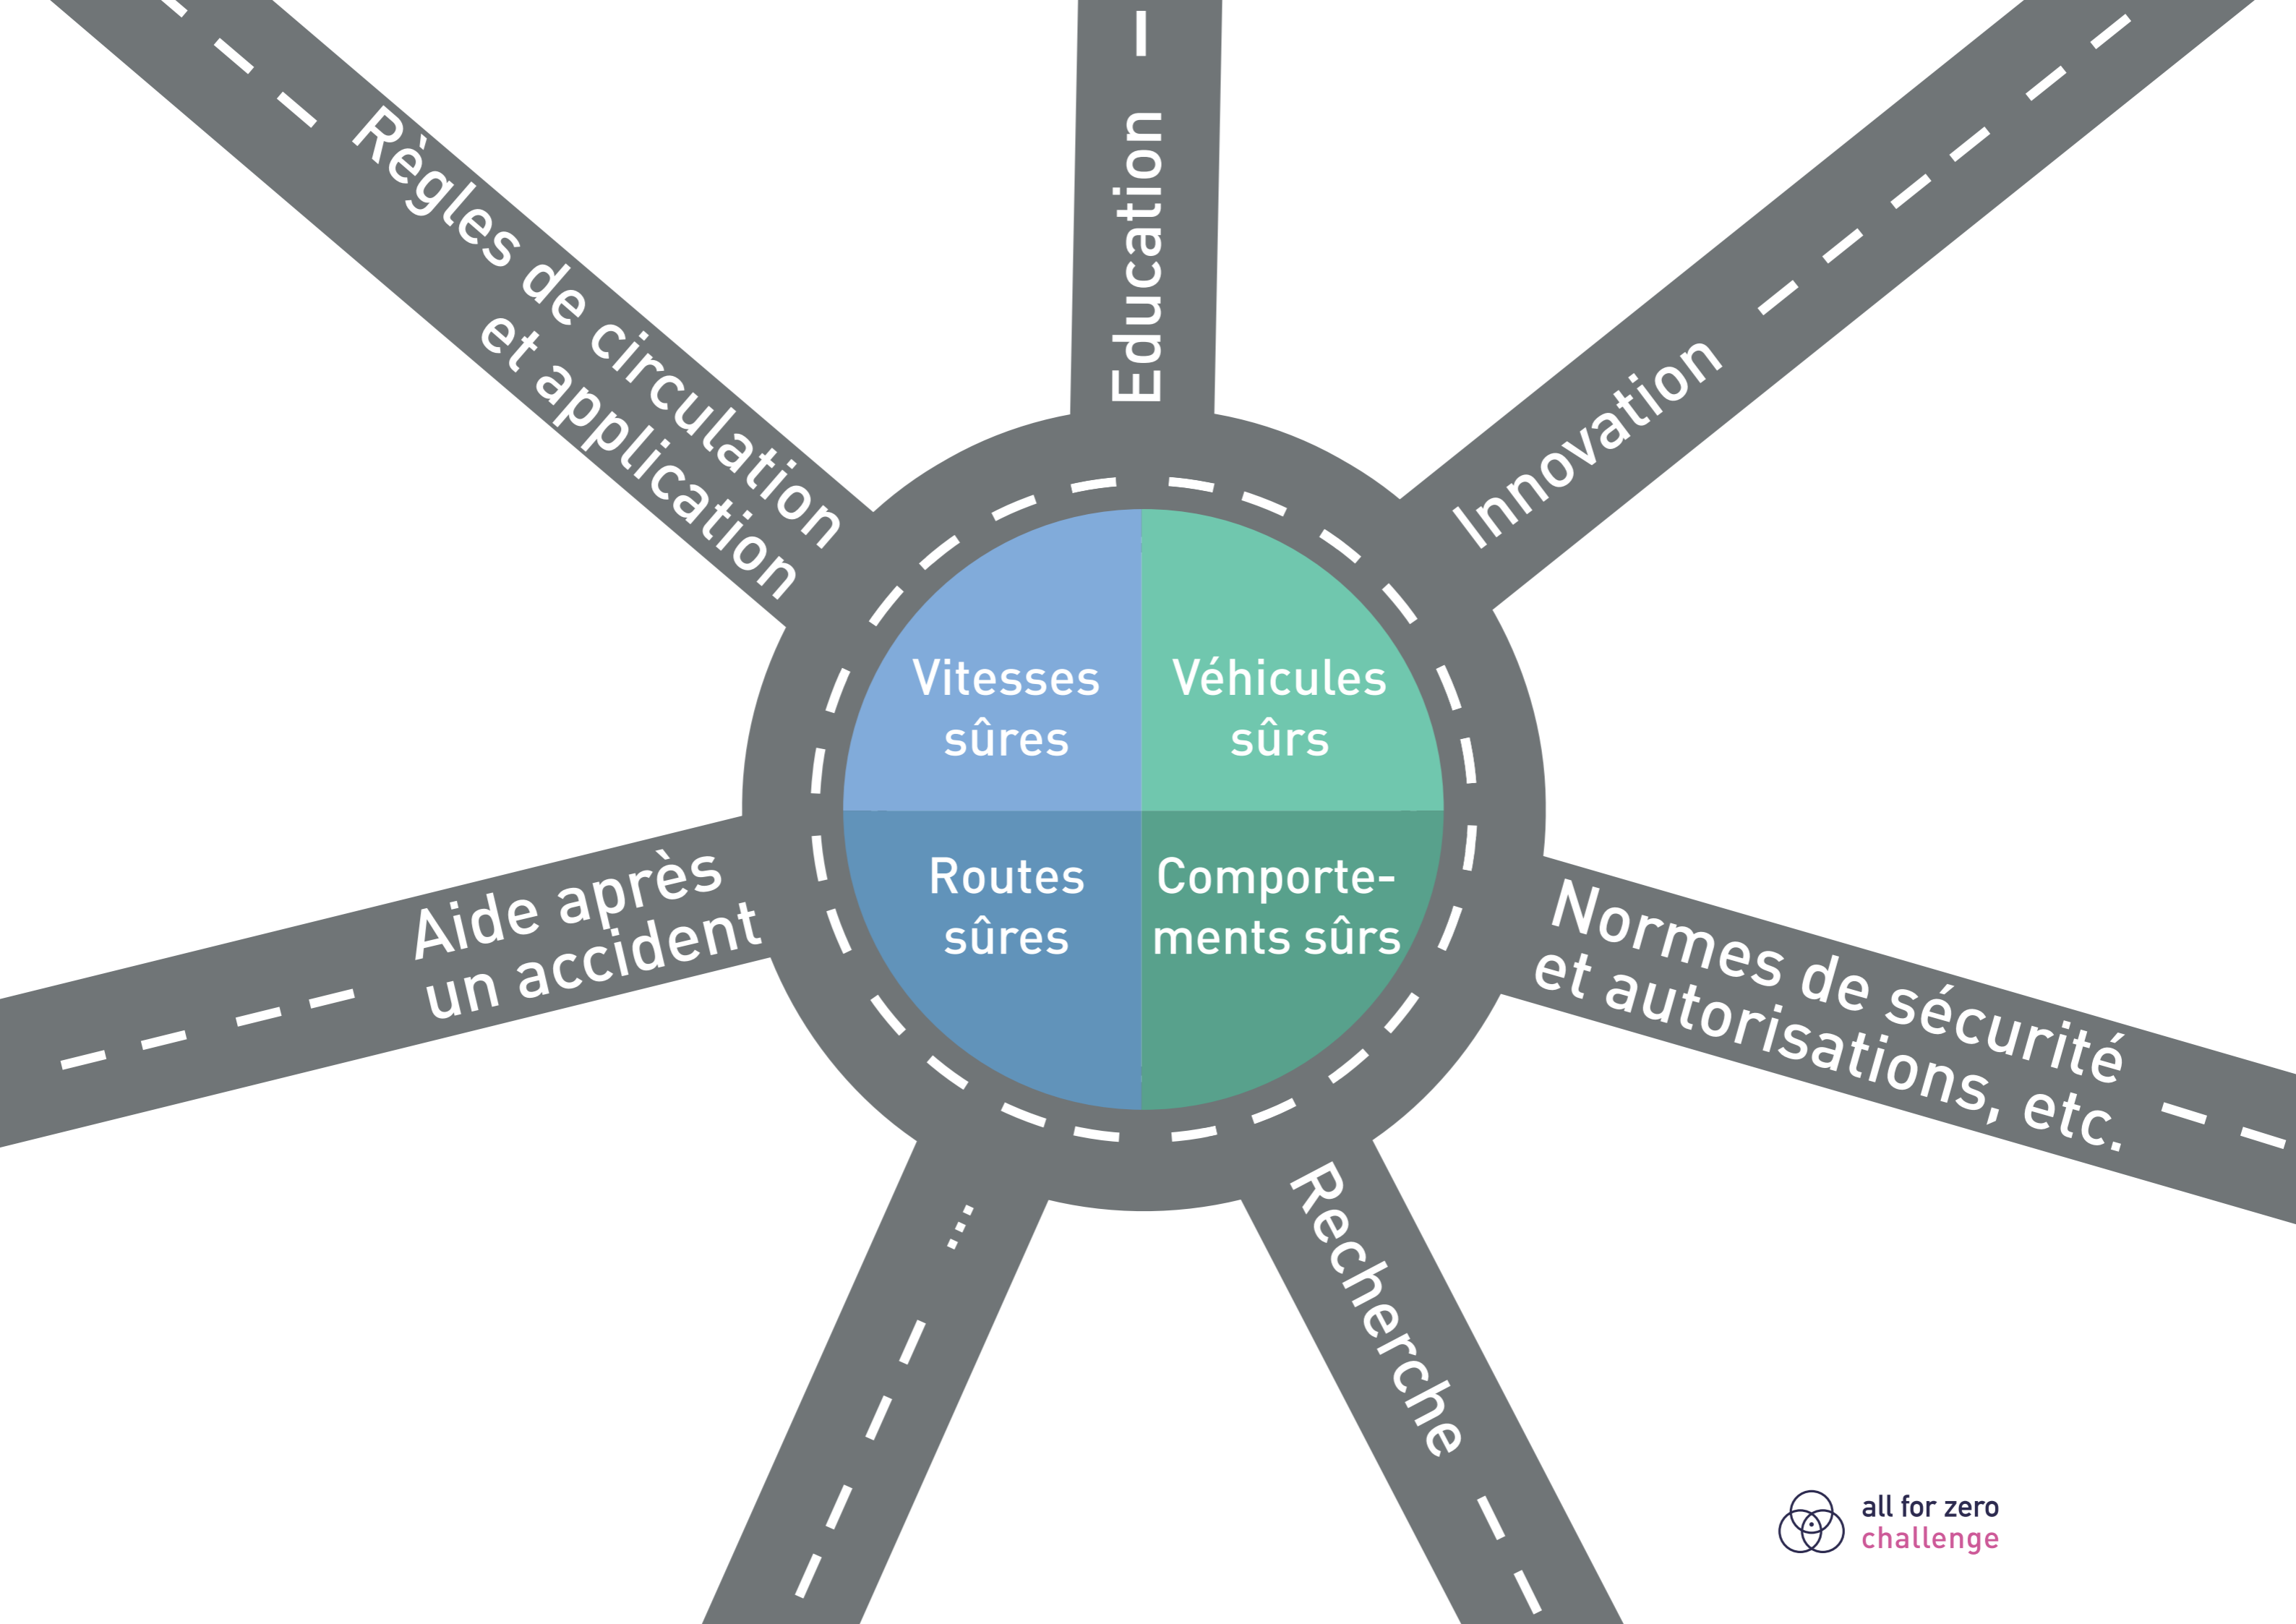 Règles de circulation
et application
Education
Innovation
Vitesses
sûres
Véhicules
sûrs
Routes
sûres
Comporte-
ments sûrs
Aide après
un accident
Normes de sécurité
et autorisations, etc.
...
Recherche
all for zero
challenge